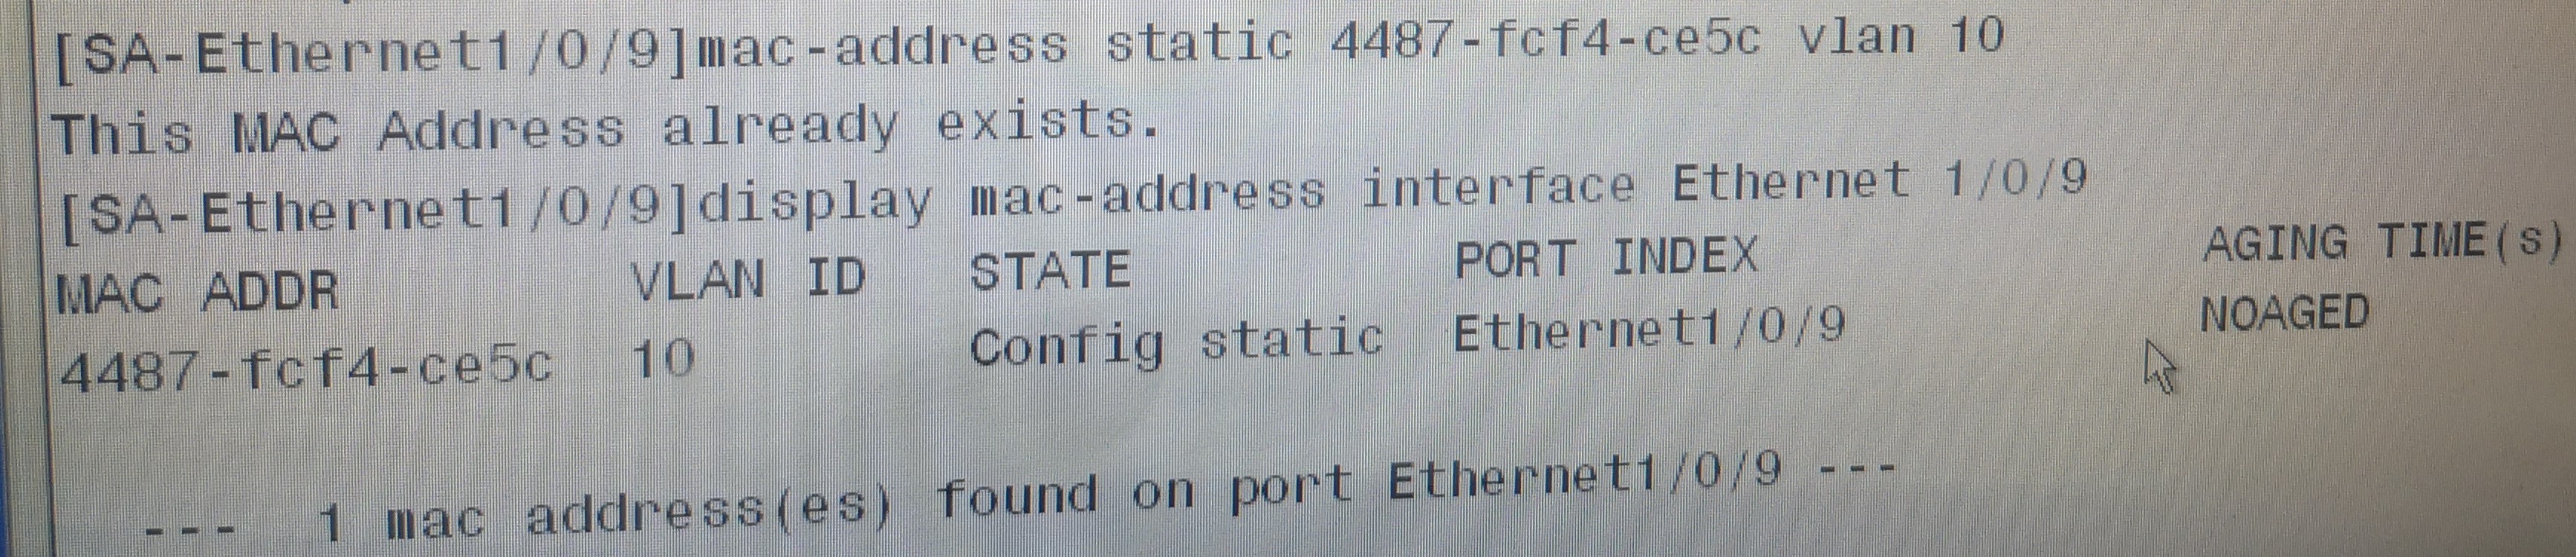 [SA-Ethernet1/0/9]mac-address static 4487-fcf4-ce5c vlan 10
This MAC Address already exists.
[SA-Ethernet1/0/9]display mac-address interface Ethernet 1/0/9
MAC ADDR VLAN ID STATE PORT INDEX AGING TIME(s)
4487-fcf4-ce5c 10 Config static Ethernet1/0/9 NOAGED
--- 1 mac address(es) found on port Ethernet1/0/9 ---